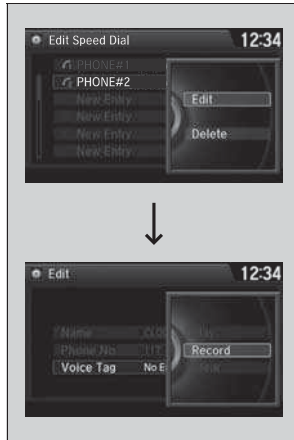 Edit Speed Dial 12:34
PHONE#1
PHONE#2
New Entry
New Entry
New Entry
New Entry
Edit
Delete
Edit 12:34
Name
Phone No.
Voice Tag No E
Record